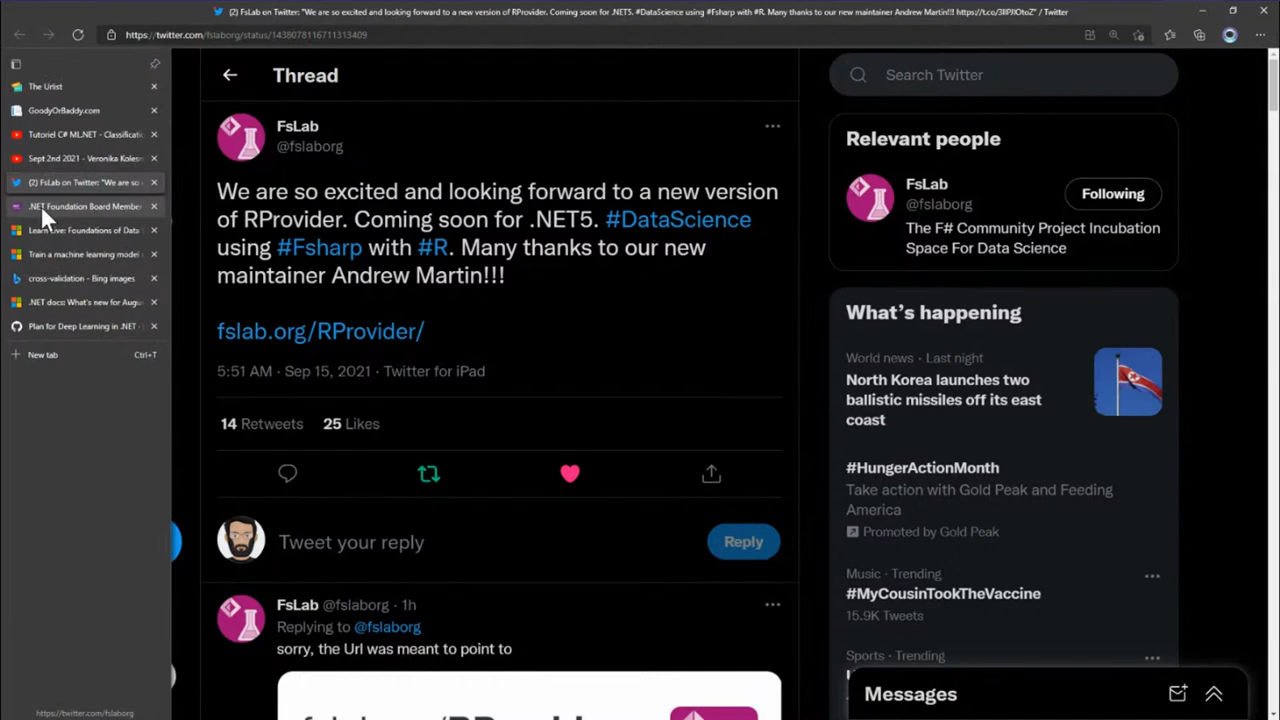 (2) FsLab on Twitter: "We are so excited and looking forward to a new version of RProvider. Coming soon for .NET5. #DataScience using #Fsharp with #R. Many thanks to our new maintainer Andrew Martin!!! https://t.co/3lIPJIOtoZ" / Twitter
https://twitter.com/fslaborg/status/1438078116711313409
The Urlist
GoodyOrBaddy.com
Tutoriel C# ML.NET - Classificati
Sept 2nd 2021 - Veronika Kolesn
(2) FsLab on Twitter: "We are so
.NET Foundation Board Membe
Learn Live: Foundations of Data
Train a machine learning model
cross-validation - Bing images
.NET docs: What's new for Augu
Plan for Deep Learning in .NET
New tab Ctrl+T
https://twitter.com/fslaborg
Thread
FsLab
@fslaborg
We are so excited and looking forward to a new version
of RProvider. Coming soon for .NET5. #DataScience
using #Fsharp with #R. Many thanks to our new
maintainer Andrew Martin!!!
fslab.org/RProvider/
5:51 AM · Sep 15, 2021 · Twitter for iPad
14 Retweets 25 Likes
Tweet your reply
Reply
FsLab @fslaborg · 1h
Replying to @fslaborg
sorry, the Url was meant to point to
Search Twitter
Relevant people
FsLab
@fslaborg
Following
The F# Community Project Incubation
Space For Data Science
What's happening
World news · Last night
North Korea launches two
ballistic missiles off its east
coast
#HungerActionMonth
Take action with Gold Peak and Feeding
America
Promoted by Gold Peak
Music · Trending
#MyCousinTookTheVaccine
15.9K Tweets
Sports · Trending
Messages